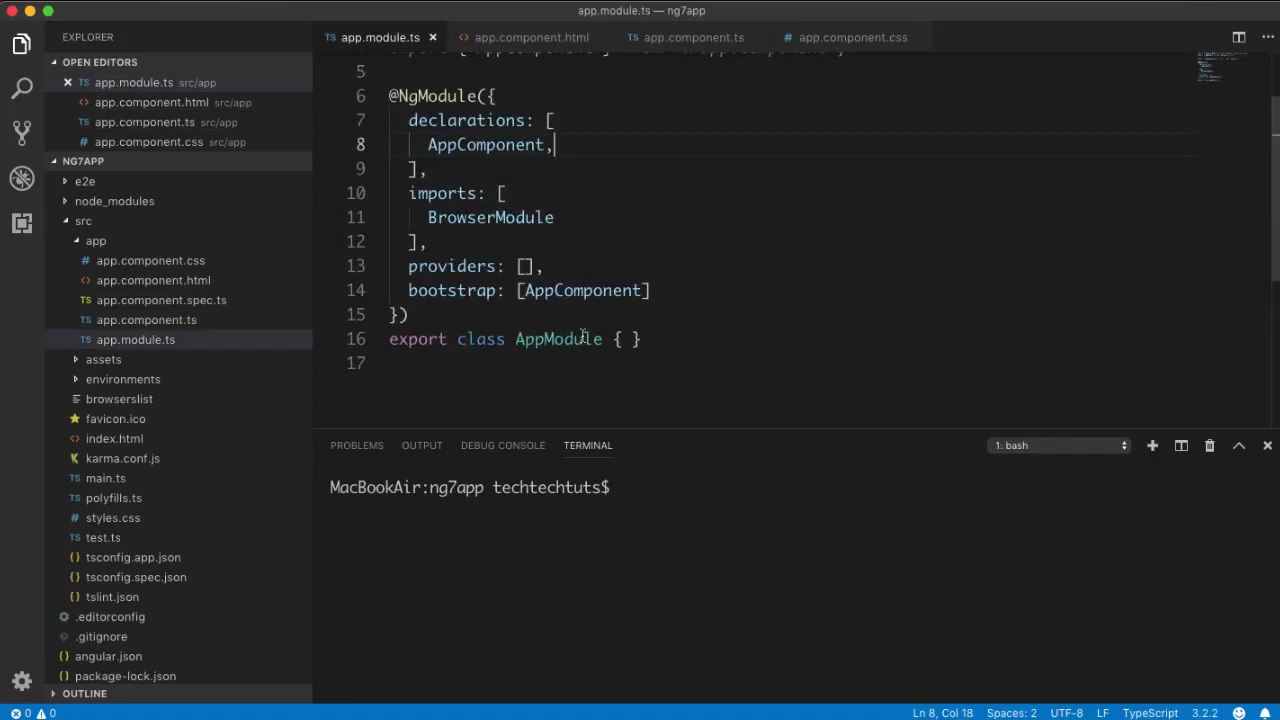 app.module.ts — ng7app
EXPLORER
app.module.ts
app.component.html
app.component.ts
app.component.css
OPEN EDITORS
app.module.ts src/app
app.component.html src/app
app.component.ts src/app
app.component.css src/app
NG7APP
e2e
node_modules
src
app
app.component.css
app.component.html
app.component.spec.ts
app.component.ts
app.module.ts
assets
environments
browserslist
favicon.ico
index.html
karma.conf.js
main.ts
polyfills.ts
styles.css
test.ts
tsconfig.app.json
tsconfig.spec.json
tslint.json
.editorconfig
.gitignore
angular.json
package-lock.json
OUTLINE
5
6 @NgModule({
7 declarations: [
8 AppComponent,
9 ],
10 imports: [
11 BrowserModule
12 ],
13 providers: [],
14 bootstrap: [AppComponent]
15 })
16 export class AppModule { }
17
PROBLEMS OUTPUT DEBUG CONSOLE TERMINAL 1: bash
MacBookAir:ng7app techtechtuts$
0 0 Ln 8, Col 18 Spaces: 2 UTF-8 LF TypeScript 3.2.2